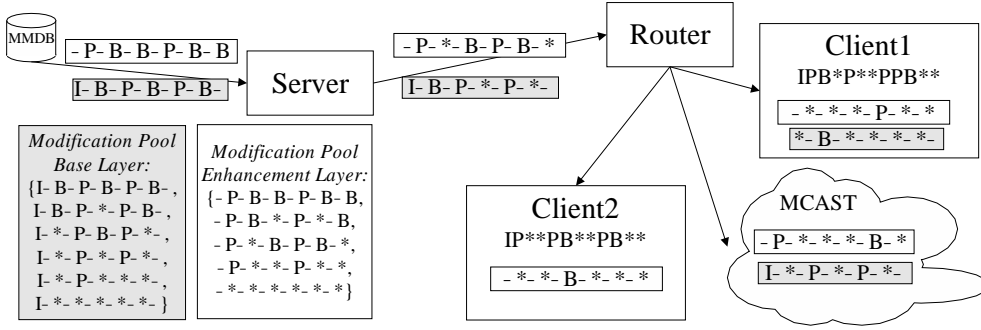 MMDB
- P- B- B- P- B- B
I- B- P- B- P- B-
Server
- P- *- B- P- B- *
I- B- P- *- P- *-
Router
Client1
IPB*P**PPB**
- *- *- *- P- *- *
*- B- *- *- *- *-
Modification Pool
Base Layer:
{I- B- P- B- P- B- ,
I- B- P- *- P- B- ,
I- *- P- B- P- *- ,
I- *- P- *- P- *- ,
I- *- P- *- *- *- ,
I- *- *- *- *- *- }
Modification Pool
Enhancement Layer:
{- P- B- B- P- B- B,
- P- B- *- P- *- B,
- P- *- B- P- B- *,
- P- *- *- P- *- *,
- *- *- *- *- *- *}
Client2
IP**PB**PB**
- *- *- B- *- *- *
MCAST
- P- *- *- *- B- *
I- *- P- *- P- *-